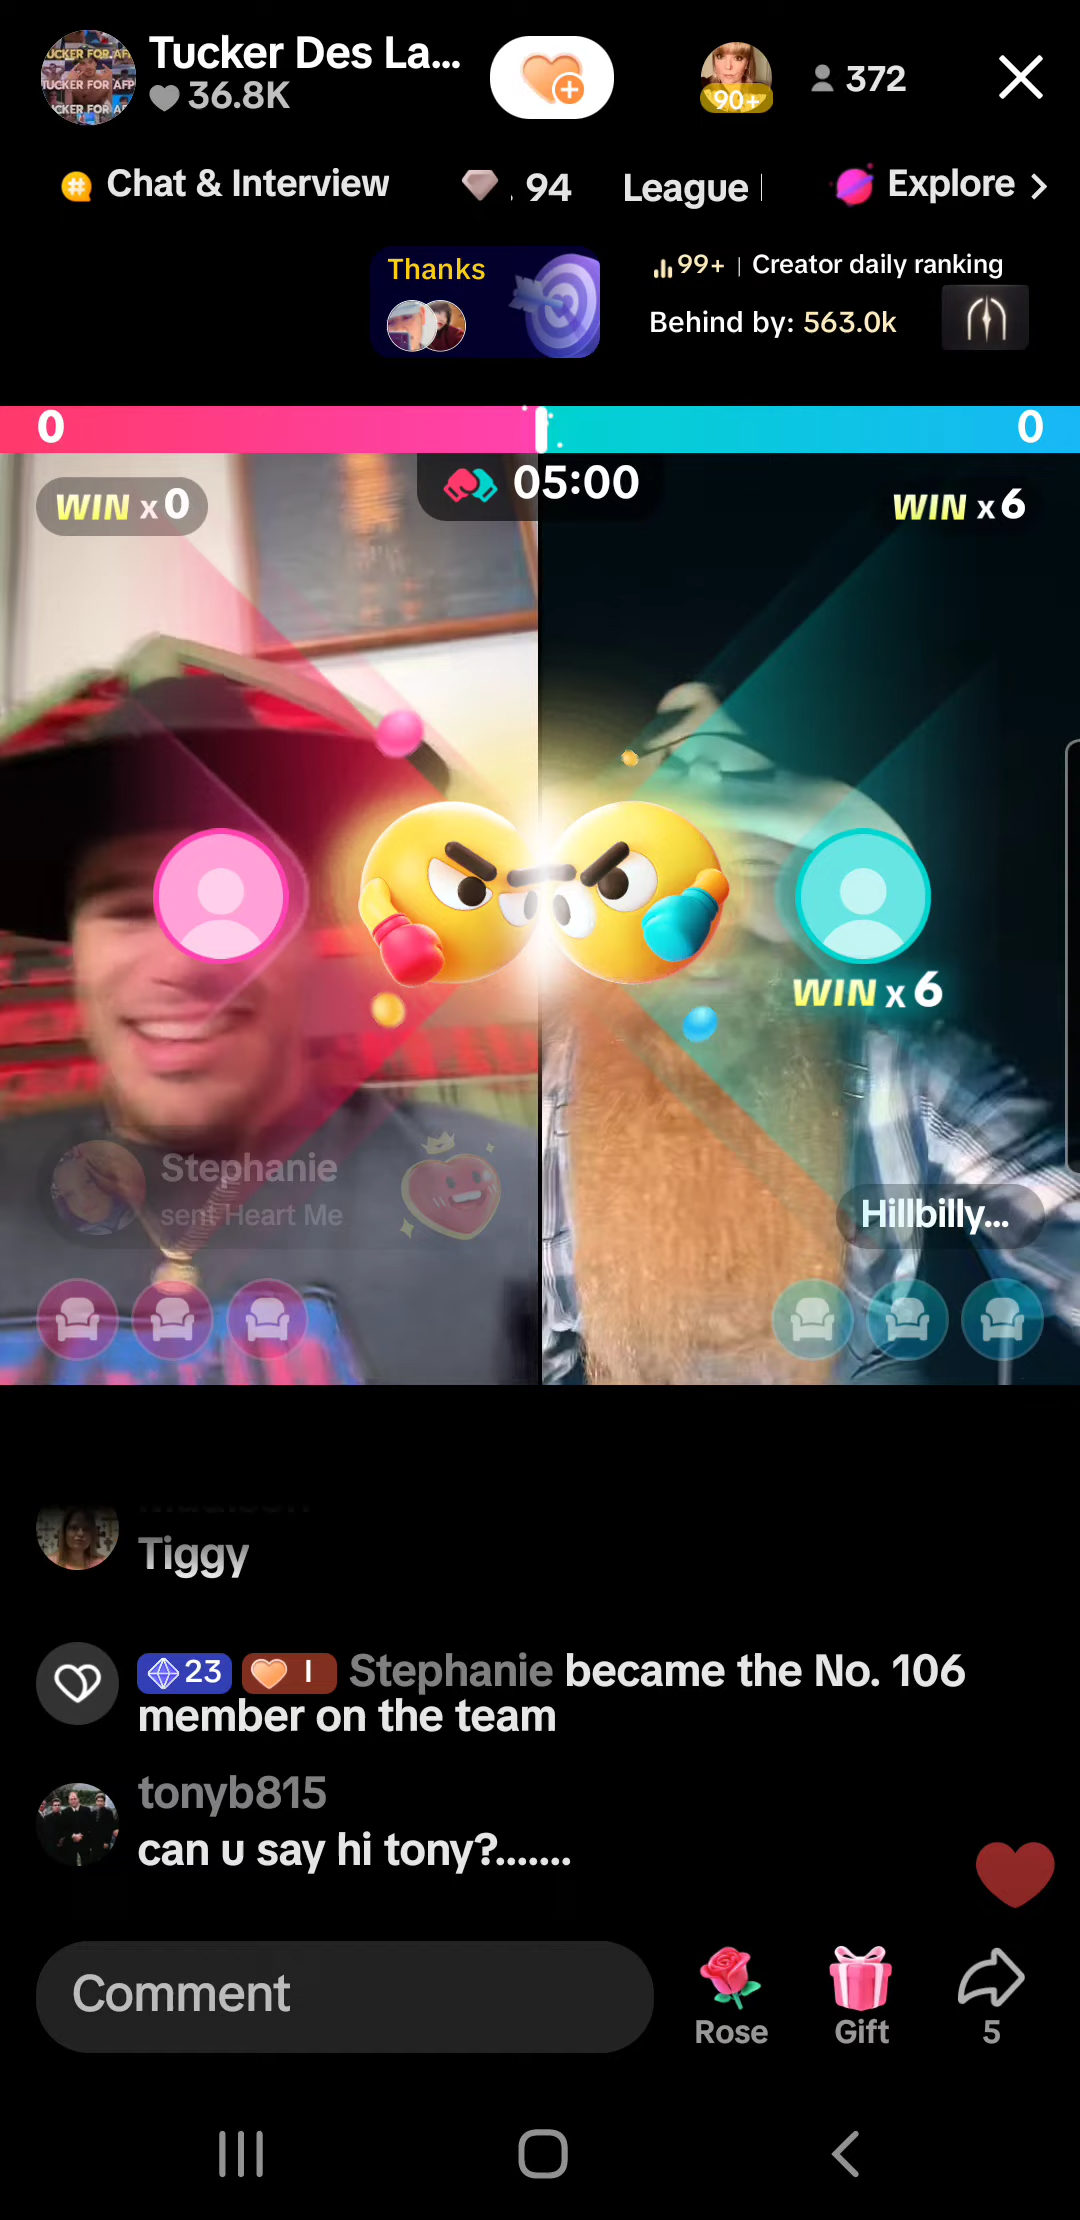 Tucker Des La...
36.8K
90+
372
Chat & Interview
94
League
Explore
Thanks
99+ | Creator daily ranking
Behind by: 563.0k
0
0
WIN x 0
05:00
WIN x 6
WIN x 6
Stephanie
sent Heart Me
Hillbilly...
Tiggy
23 I Stephanie became the No. 106
member on the team
tonyb815
can u say hi tony?.......
Comment
Rose
Gift
5